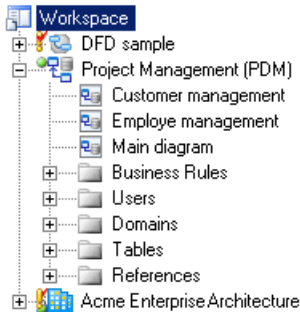 Workspace
DFD sample
Project Management (PDM)
Customer management
Employe management
Main diagram
Business Rules
Users
Domains
Tables
References
Acme Enterprise Architecture